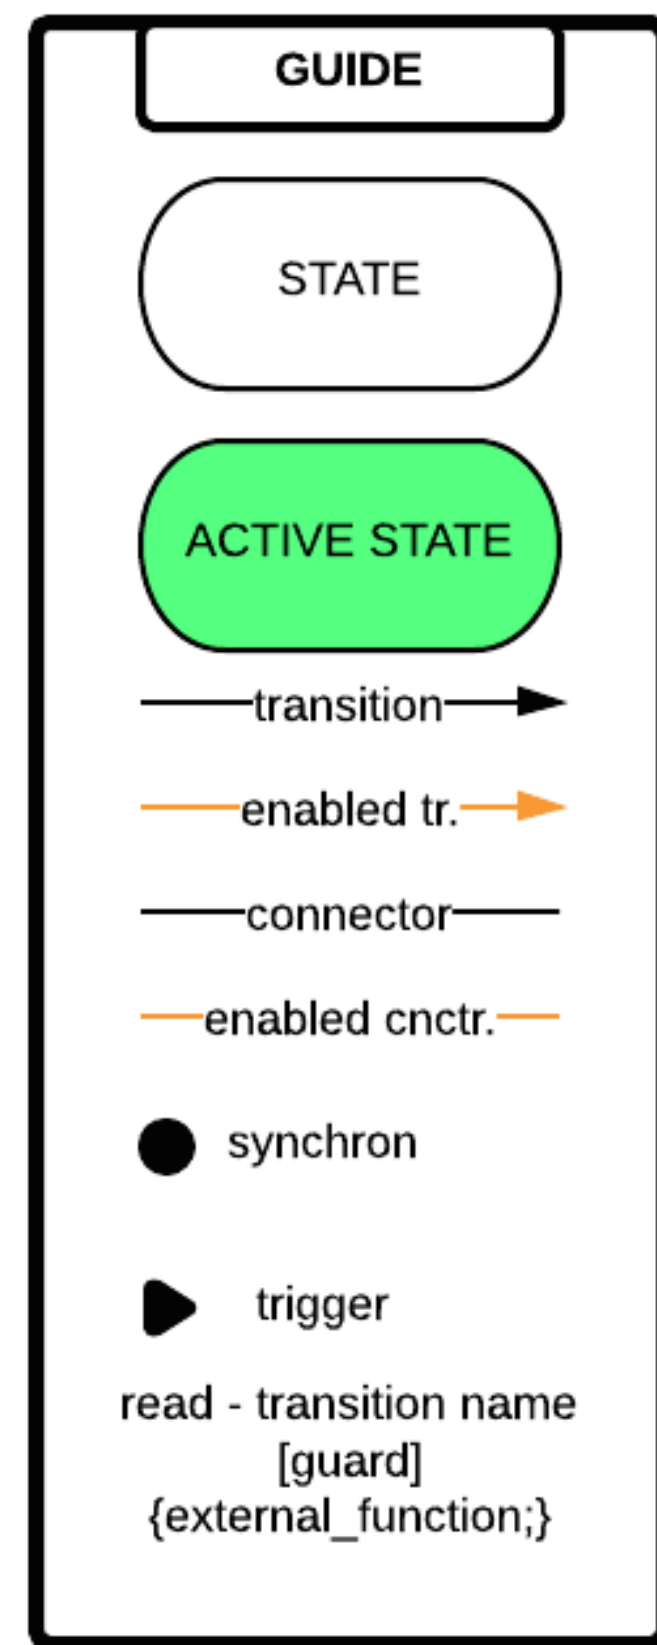 GUIDE
STATE
ACTIVE STATE
transition
enabled tr.
connector
enabled cnctr.
synchron
trigger
read - transition name
[guard]
{external_function;}